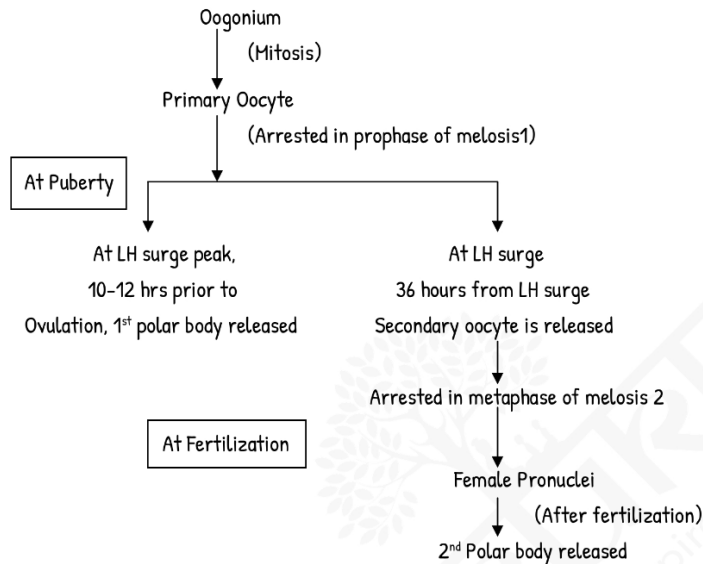 Oogonium
(Mitosis)
Primary Oocyte
(Arrested in prophase of melosis1)
At Puberty
At LH surge peak,
10-12 hrs prior to
Ovulation, 1st polar body released
At LH surge
36 hours from LH surge
Secondary oocyte is released
Arrested in metaphase of melosis 2
At Fertilization
Female Pronuclei
(After fertilization)
2nd Polar body released